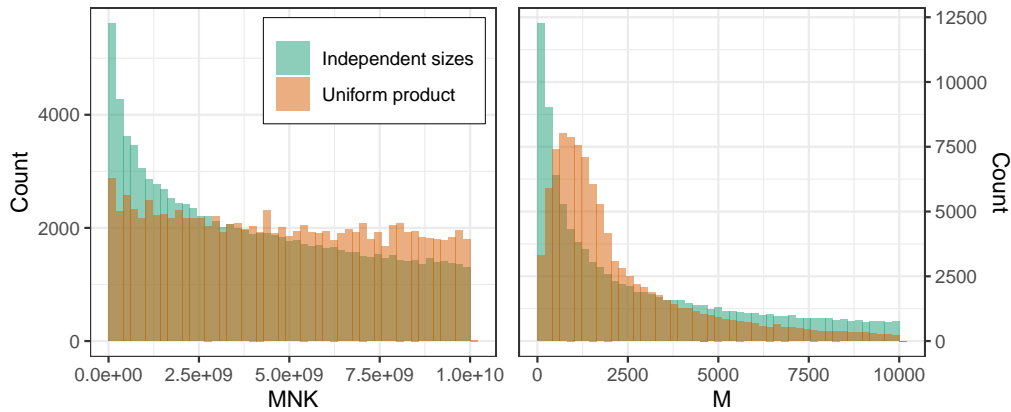 Independent sizes
Uniform product
Count
4000
2000
0
0.0e+00 2.5e+09 5.0e+09 7.5e+09 1.0e+10
MNK
12500
10000
7500
5000
2500
0
Count
0 2500 5000 7500 10000
M